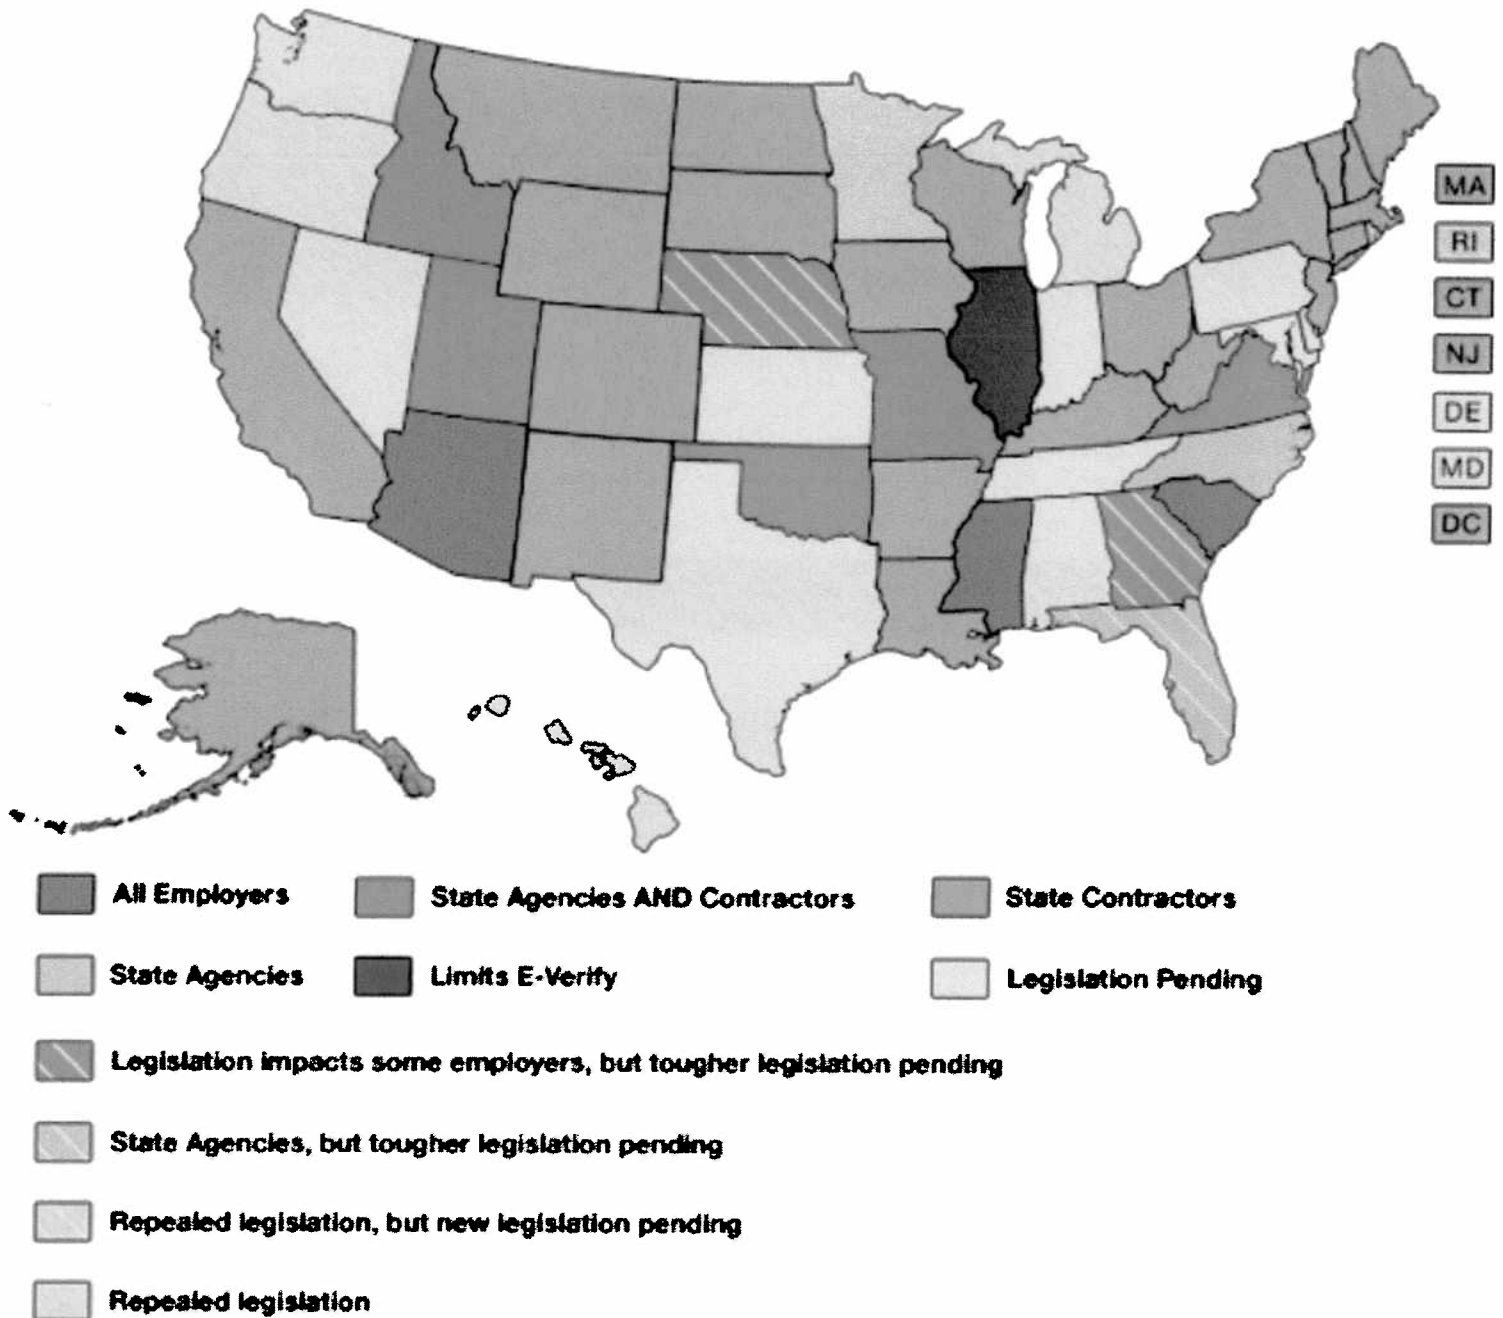 MA
RI
CT
NJ
DE
MD
DC
All Employers
State Agencies AND Contractors
State Contractors
State Agencies
Limits E-Verify
Legislation Pending
Legislation impacts some employers, but tougher legislation pending
State Agencies, but tougher legislation pending
Repealed legislation, but new legislation pending
Repealed legislation